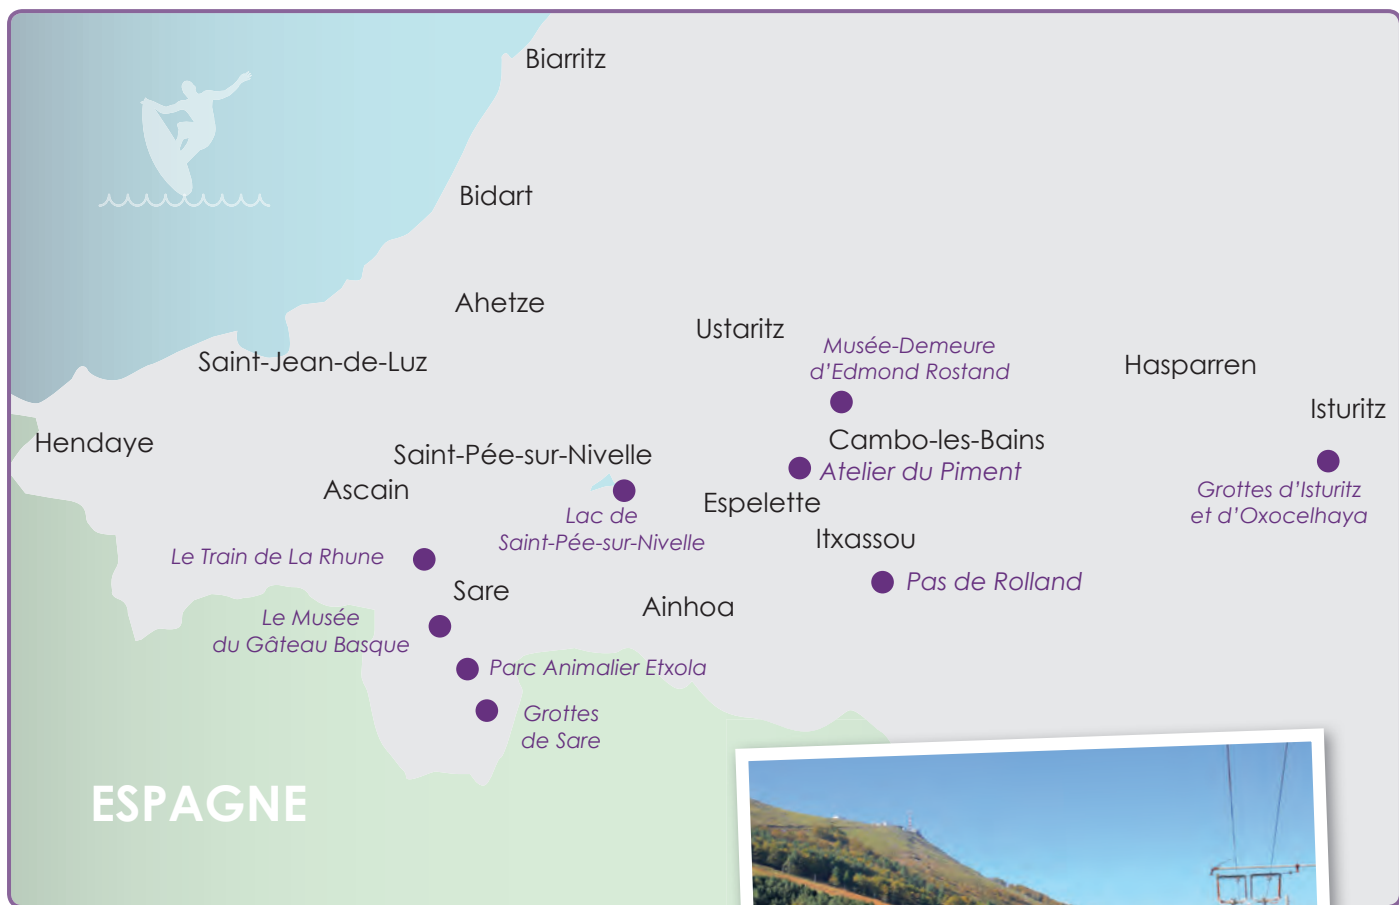 Biarritz
Bidart
Ahetze
Ustaritz
Musée-Demeure
d'Edmond Rostand
Saint-Jean-de-Luz
Hasparren
Isturitz
Hendaye
Cambo-les-Bains
Saint-Pée-sur-Nivelle
Atelier du Piment
Ascain
Grottes d'Isturitz
et d'Oxocelhaya
Espelette
Lac de
Saint-Pée-sur-Nivelle
Itxassou
Le Train de La Rhune
Pas de Rolland
Sare
Ainhoa
Le Musée
du Gâteau Basque
Parc Animalier Etxola
Grottes
de Sare
ESPAGNE